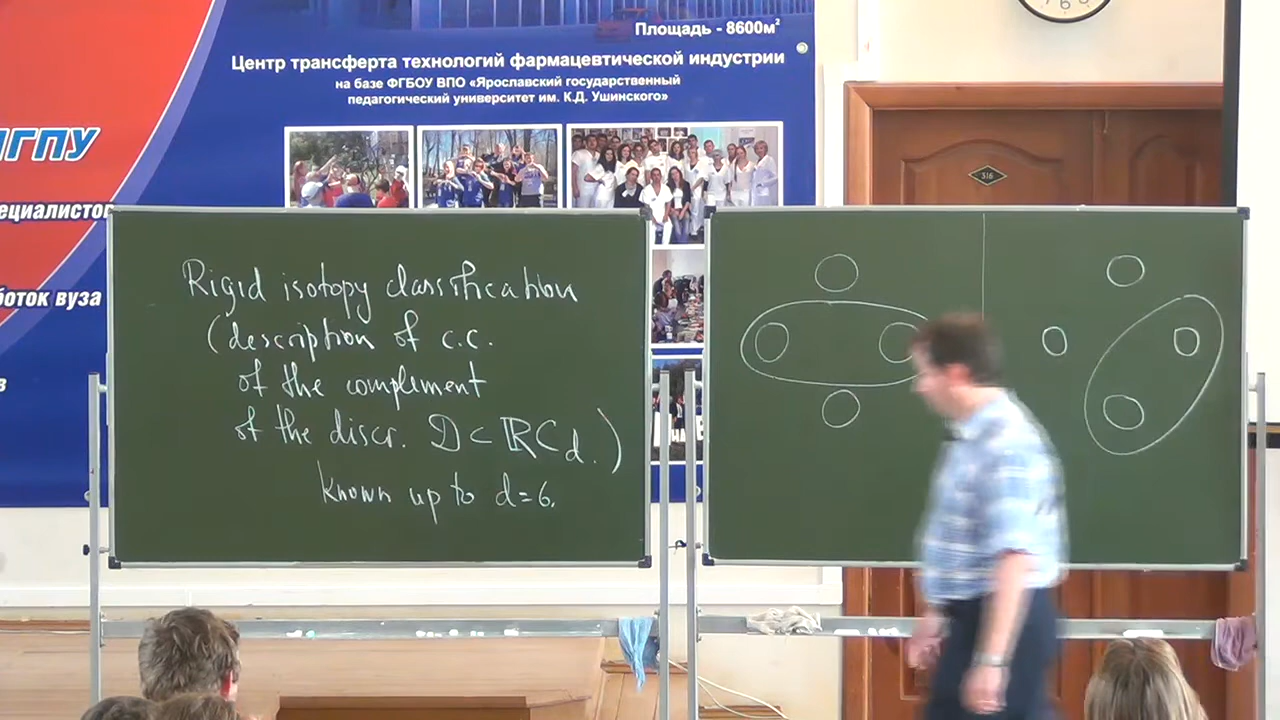 Площадь - 8600м²
Центр трансферта технологий фармацевтической индустрии
на базе ФГБОУ ВПО «Ярославский государственный
педагогический университет им. К.Д. Ушинского»
ГПУ
ециалистов
боток вуза
в
316
Rigid isotopy classification
(description of c.c.
of the complement
of the discr. D ⊂ ℝC_d.)
known up to d=6.